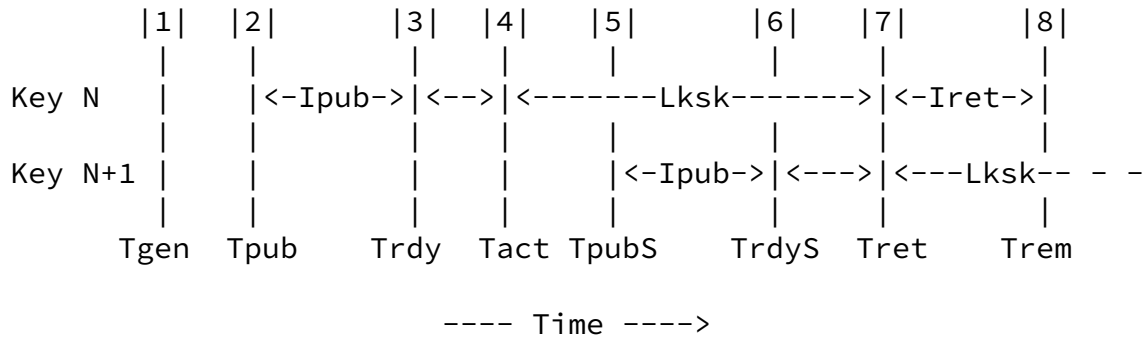 |1|   |2|       |3|   |4|    |5|       |6|    |7|      |8|
Key N    |   |<-Ipub->|<-->|<-------Lksk------->|<-Iret->|
Key N+1 |   |   |   |   |<-Ipub->|<--->|<---Lksk-- - -
Tgen  Tpub   Trdy  Tact  TpubS   TrdyS  Tret   Trem
---- Time ---->